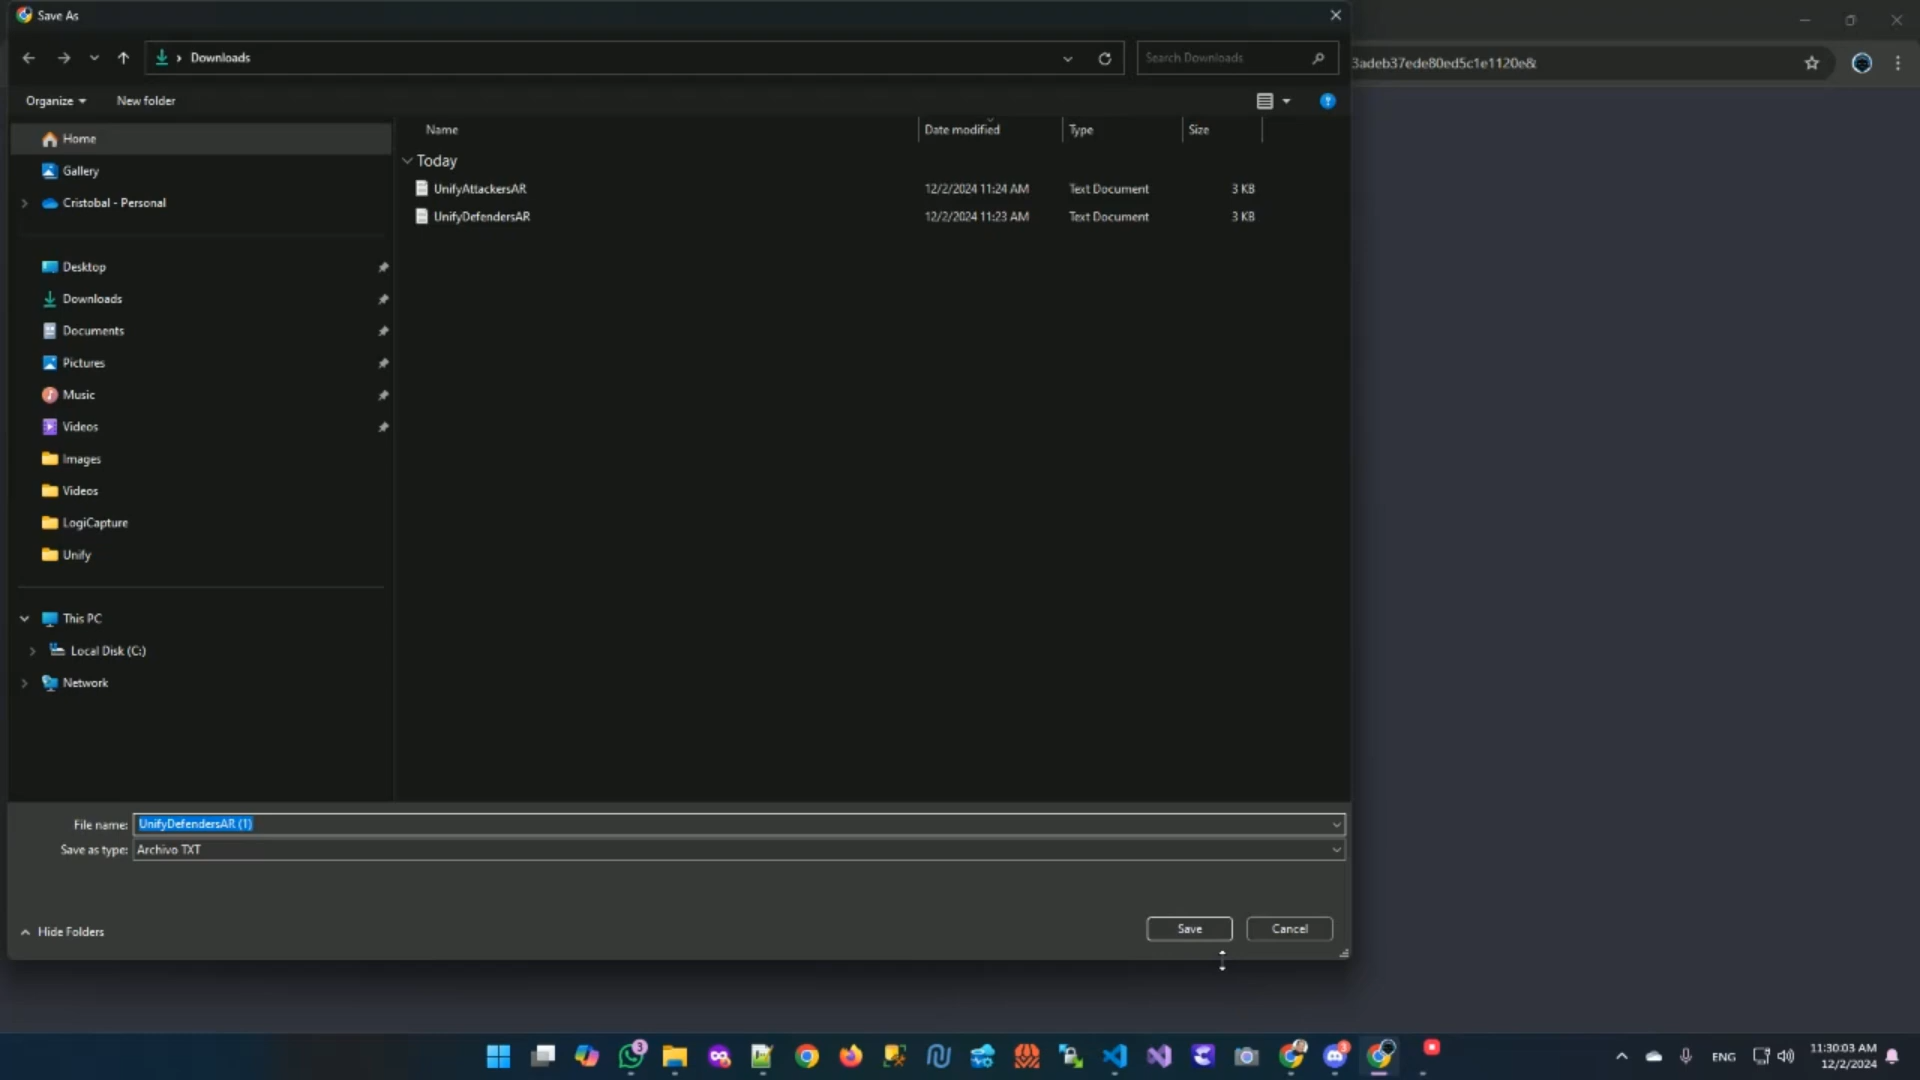 Save As
Downloads
Search Downloads
3adeb37ede80ed5c1e1120e&
Organize
New folder
Home
Gallery
Cristobal - Personal
Desktop
Downloads
Documents
Pictures
Music
Videos
Images
Videos
LogiCapture
Unify
This PC
Local Disk (C:)
Network
Name
Date modified
Type
Size
Today
UnifyAttackersAR
12/2/2024 11:24 AM
Text Document
3 KB
UnifyDefendersAR
12/2/2024 11:23 AM
Text Document
3 KB
File name:
UnifyDefendersAR (1)
Save as type:
Archivo TXT
Hide Folders
Save
Cancel
3
3
ENG
11:30:03 AM
12/2/2024